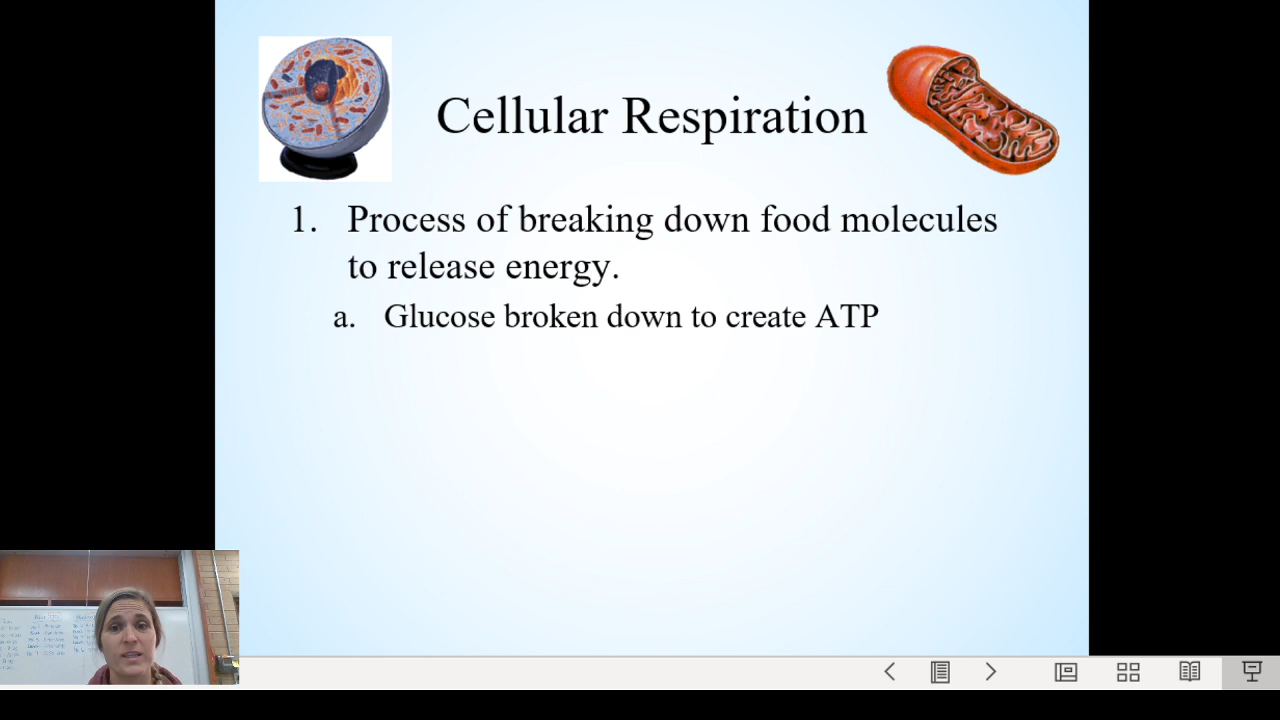 Cellular Respiration
1. Process of breaking down food molecules
to release energy.
a. Glucose broken down to create ATP